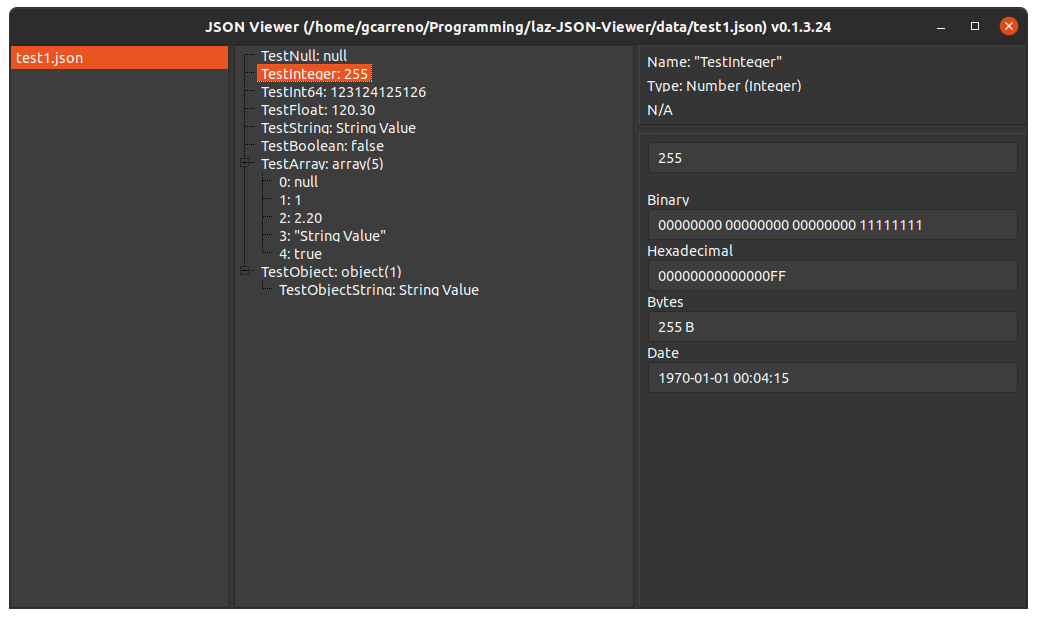 JSON Viewer (/home/gcarreno/Programming/laz-JSON-Viewer/data/test1.json) v0.1.3.24
test1.json
TestNull: null
TestInteger: 255
TestInt64: 123124125126
TestFloat: 120.30
TestString: String Value
TestBoolean: false
TestArray: array(5)
0: null
1: 1
2: 2.20
3: "String Value"
4: true
TestObject: object(1)
TestObjectString: String Value
Name: "TestInteger"
Type: Number (Integer)
N/A
255
Binary
00000000 00000000 00000000 11111111
Hexadecimal
00000000000000FF
Bytes
255 B
Date
1970-01-01 00:04:15